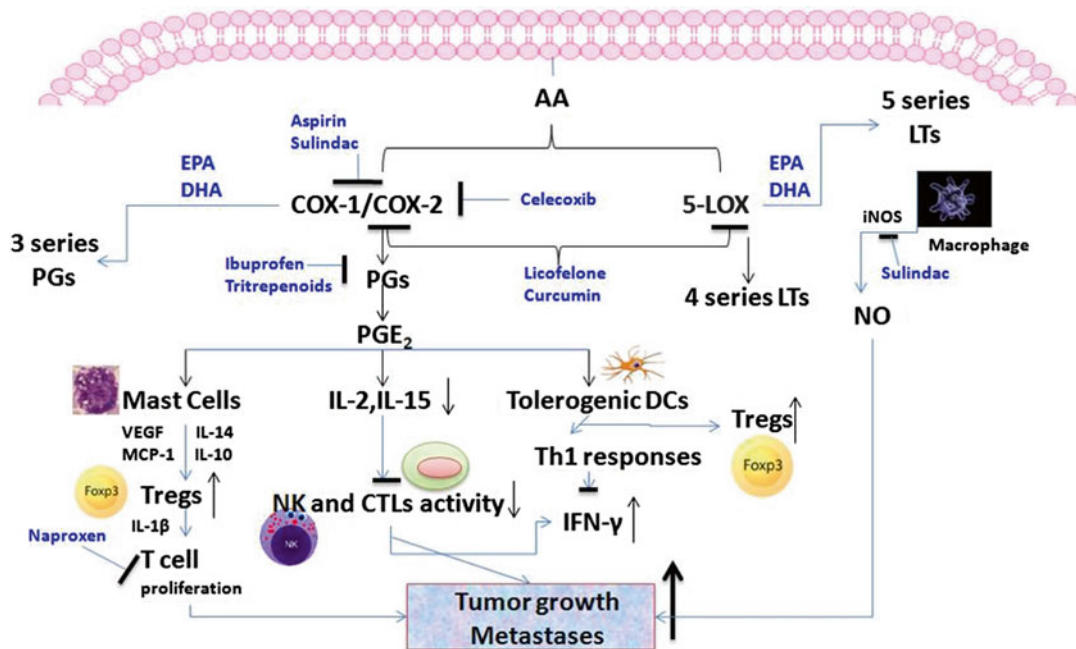 AA
5 series
LTs
Aspirin
Sulindac
EPA
DHA
EPA
DHA
COX-1/COX-2
Celecoxib
5-LOX
iNOS
Macrophage
3 series
PGs
Ibuprofen
Tritrepenoids
PGs
Licofelone
Curcumin
Sulindac
4 series LTs
NO
PGE₂
Mast Cells
IL-2,IL-15
Tolerogenic DCs
Tregs
VEGF
IL-14
MCP-1
IL-10
Foxp3
Th1 responses
Foxp3
Tregs
NK and CTLs activity
IFN-γ
IL-1β
NK
Naproxen
T cell
proliferation
Tumor growth
Metastases